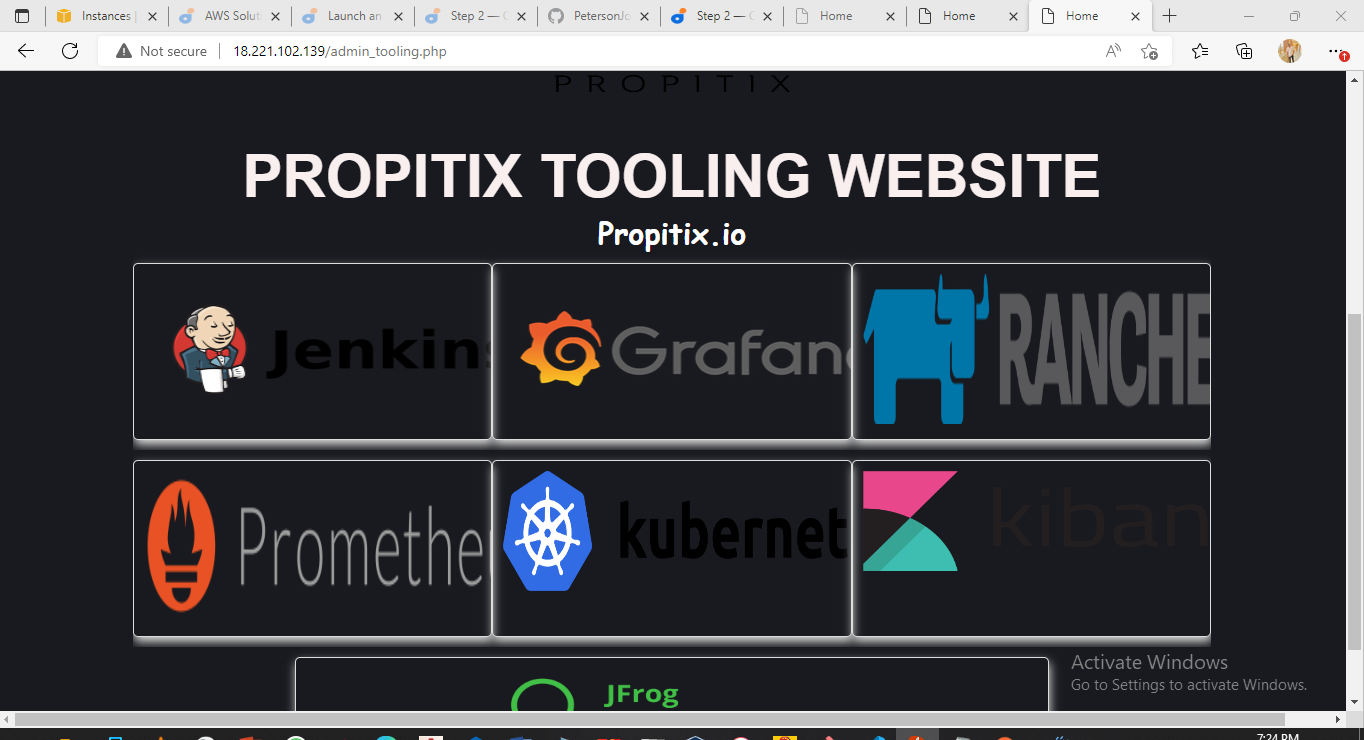 Instances |
AWS Soluti
Launch an
Step 2 — C
PetersonJo
Step 2 — C
Home
Home
Home
Not secure
18.221.102.139/admin_tooling.php
PROPITIX
PROPITIX TOOLING WEBSITE
Propitix.io
Jenkins
Grafana
RANCHE
Promethe
kubernet
kiban
JFrog
Activate Windows
Go to Settings to activate Windows.
7:24 PM